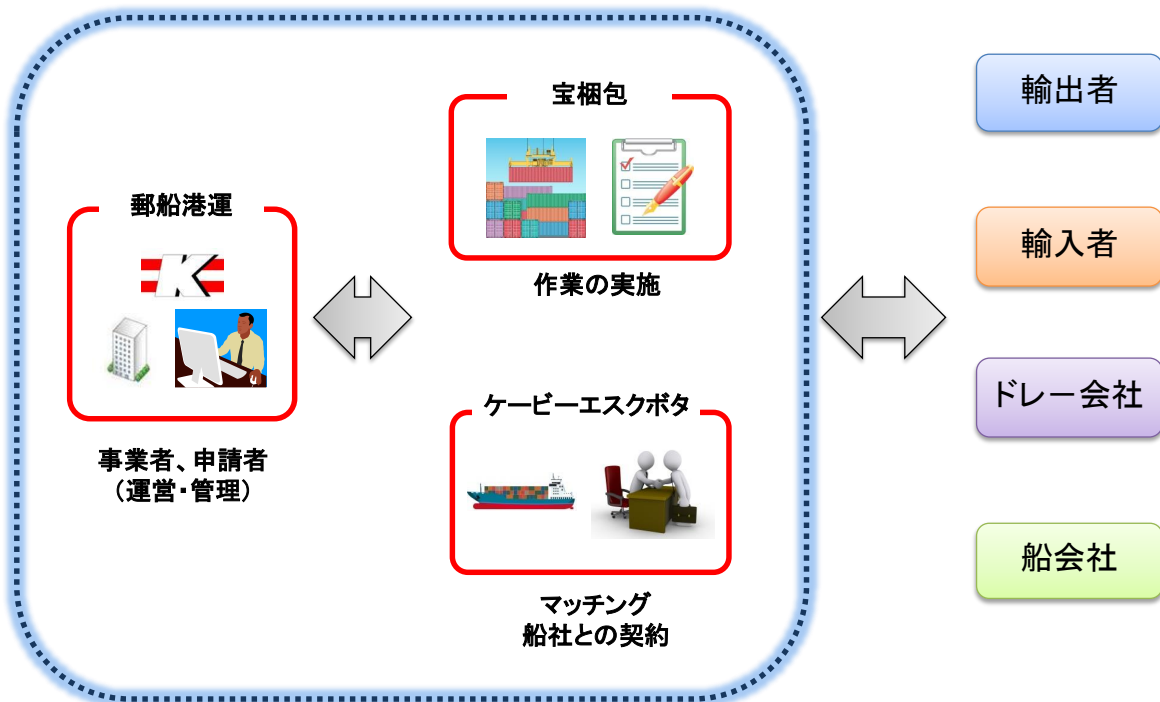 郵船港運
K
事業者、申請者
(運営・管理)
宝梱包
作業の実施
ケービーエスクボタ
マッチング
船社との契約
輸出者
輸入者
ドレー会社
船会社